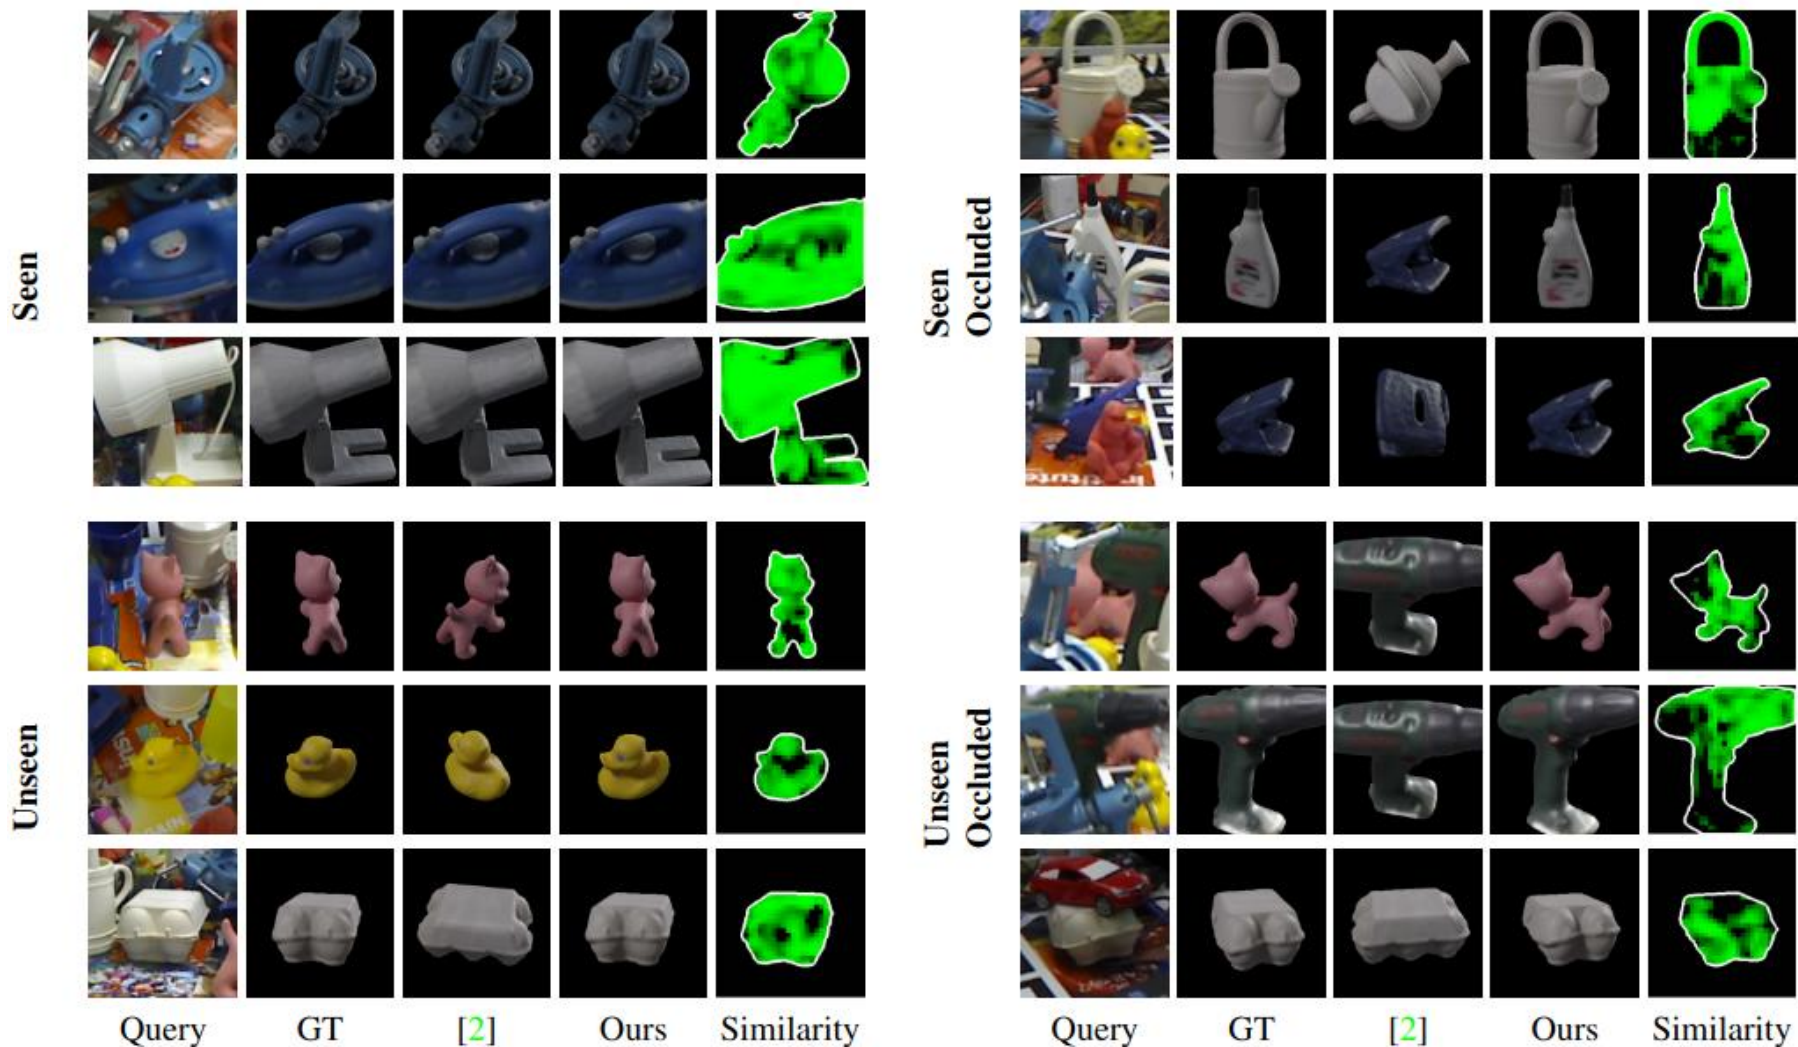 Seen
Seen
Occluded
Unseen
Unseen
Occluded
Query GT [2] Ours Similarity
Query GT [2] Ours Similarity